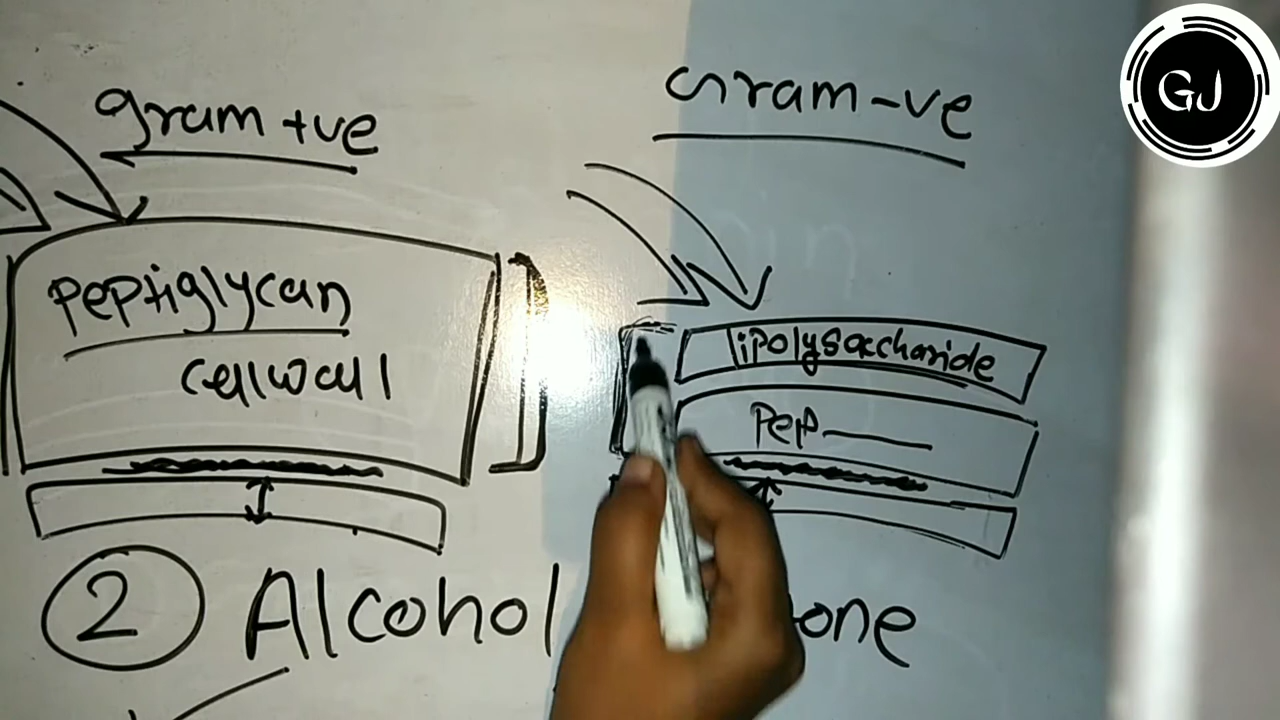 gram +ve
Gram -ve
Peptiglycan
cellwall
lipolysaccharide
Pep
2 Alcohol one
GJ